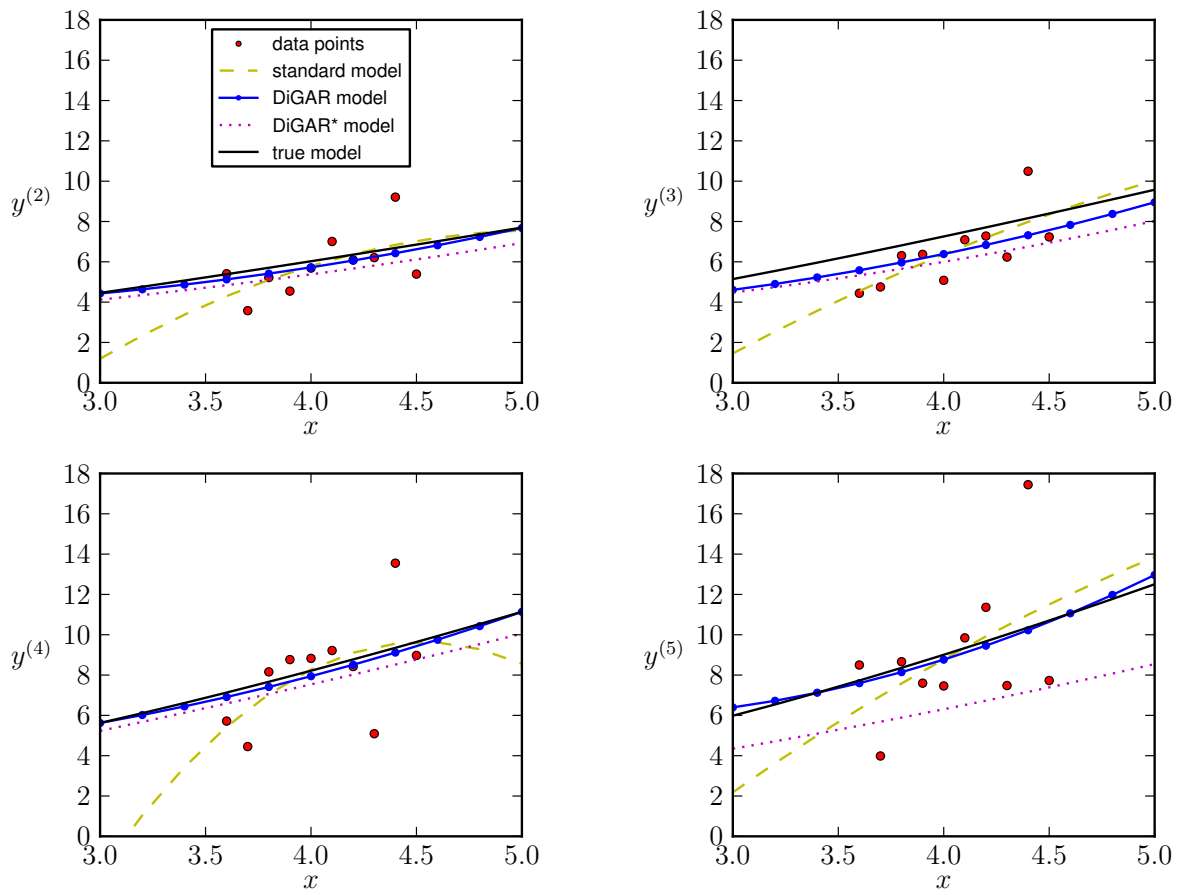 18
16
14
12
10
8
6
4
2
0
y(2)
3.0 3.5 4.0 4.5 5.0
x
data points
standard model
DiGAR model
DiGAR* model
true model
18
16
14
12
10
8
6
4
2
0
y(3)
3.0 3.5 4.0 4.5 5.0
x
18
16
14
12
10
8
6
4
2
0
y(4)
3.0 3.5 4.0 4.5 5.0
x
18
16
14
12
10
8
6
4
2
0
y(5)
3.0 3.5 4.0 4.5 5.0
x